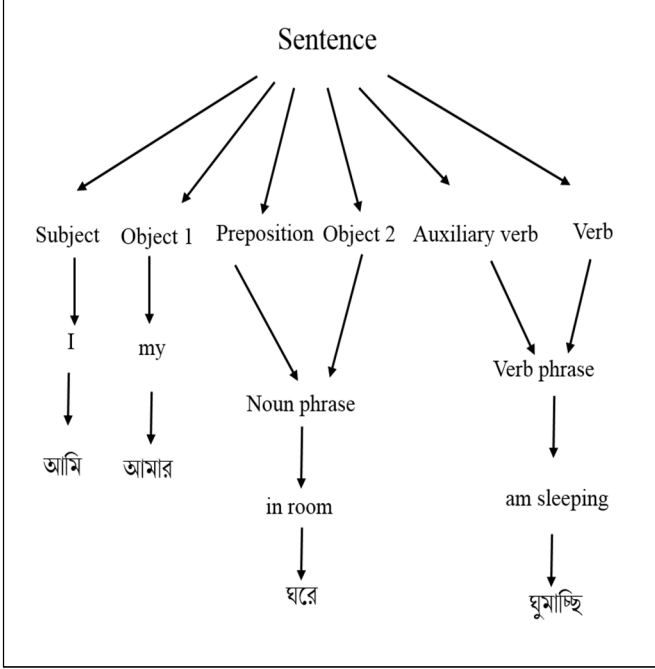 Sentence
Subject Object 1 Preposition Object 2 Auxiliary verb Verb
I my
Verb phrase
Noun phrase
আমি আমার
in room am sleeping
ঘরে ঘুমাচ্ছি